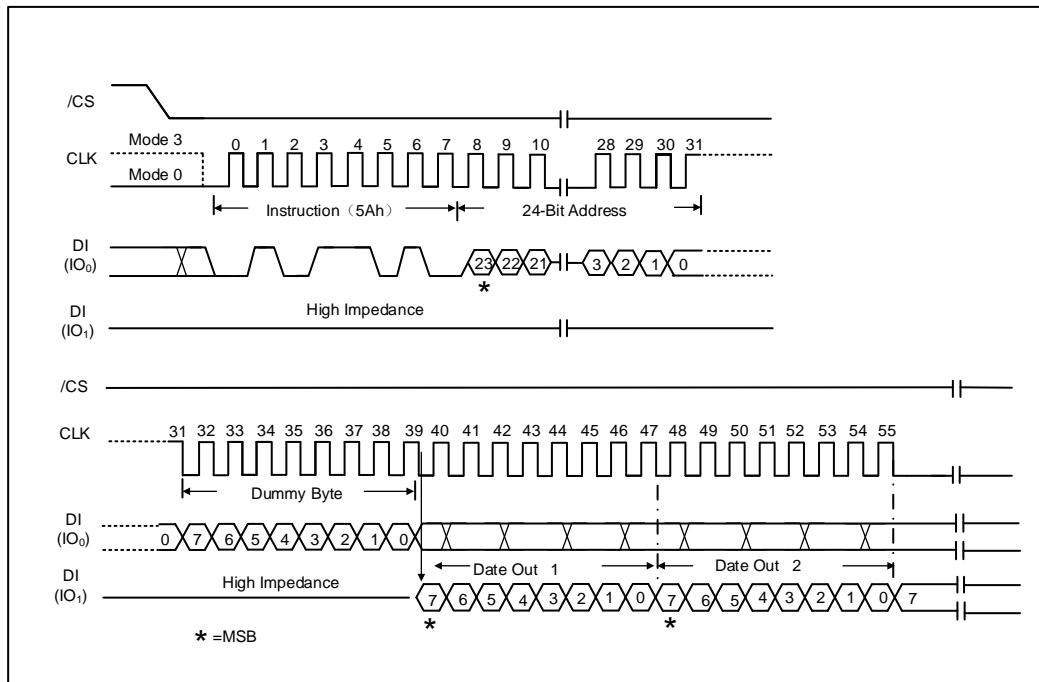 /CS
Mode 3
CLK
Mode 0
0 1 2 3 4 5 6 7 8 9 10 28 29 30 31
Instruction（5Ah） 24-Bit Address
DI
(IO0)
23 22 21 3 2 1 0
*
High Impedance
DI
(IO1)
/CS
CLK
31 32 33 34 35 36 37 38 39 40 41 42 43 44 45 46 47 48 49 50 51 52 53 54 55
Dummy Byte
DI
(IO0)
0 7 6 5 4 3 2 1 0
Date Out 1 Date Out 2
DI
(IO1)
High Impedance
7 6 5 4 3 2 1 0 7 6 5 4 3 2 1 0 7
* *
* =MSB